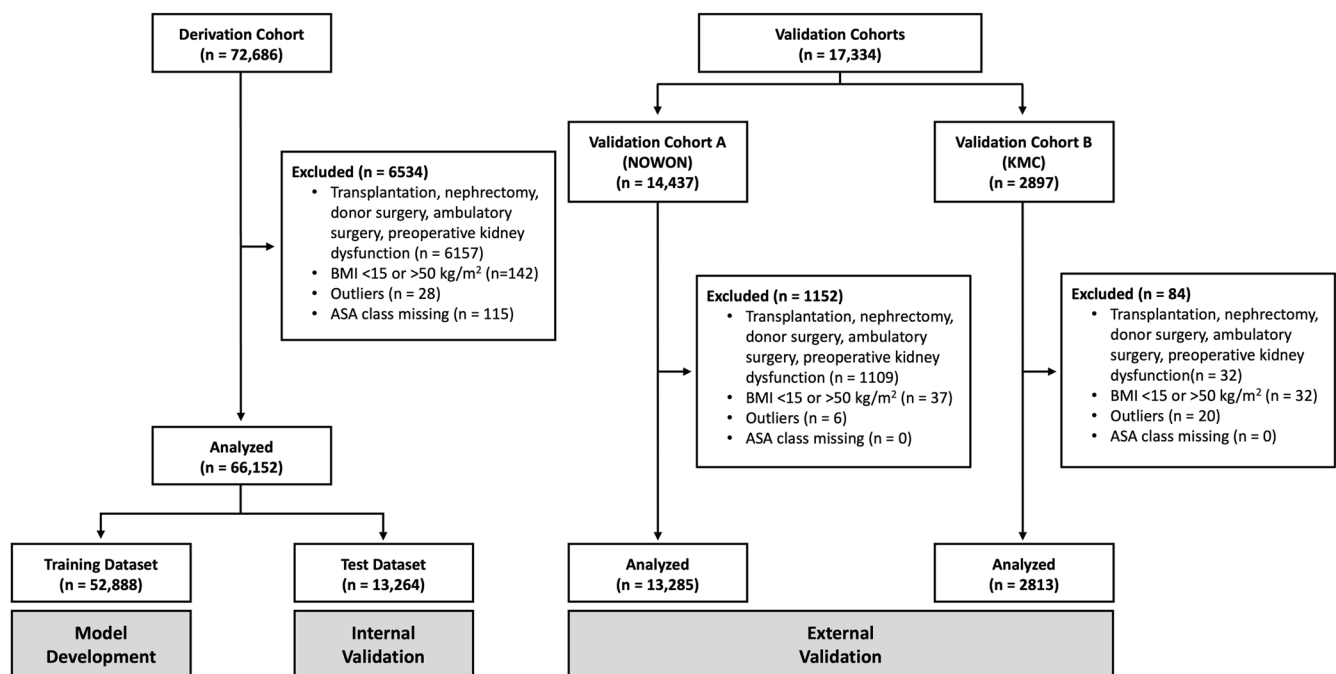 Derivation Cohort
(n = 72,686)
Excluded (n = 6534)
• Transplantation, nephrectomy,
donor surgery, ambulatory
surgery, preoperative kidney
dysfunction (n = 6157)
• BMI <15 or >50 kg/m² (n=142)
• Outliers (n = 28)
• ASA class missing (n = 115)
Analyzed
(n = 66,152)
Training Dataset
(n = 52,888)
Test Dataset
(n = 13,264)
Model
Development
Internal
Validation
Validation Cohorts
(n = 17,334)
Validation Cohort A
(NOWON)
(n = 14,437)
Excluded (n = 1152)
• Transplantation, nephrectomy,
donor surgery, ambulatory
surgery, preoperative kidney
dysfunction (n = 1109)
• BMI <15 or >50 kg/m² (n = 37)
• Outliers (n = 6)
• ASA class missing (n = 0)
Analyzed
(n = 13,285)
Validation Cohort B
(KMC)
(n = 2897)
Excluded (n = 84)
• Transplantation, nephrectomy,
donor surgery, ambulatory
surgery, preoperative kidney
dysfunction(n = 32)
• BMI <15 or >50 kg/m² (n = 32)
• Outliers (n = 20)
• ASA class missing (n = 0)
Analyzed
(n = 2813)
External
Validation